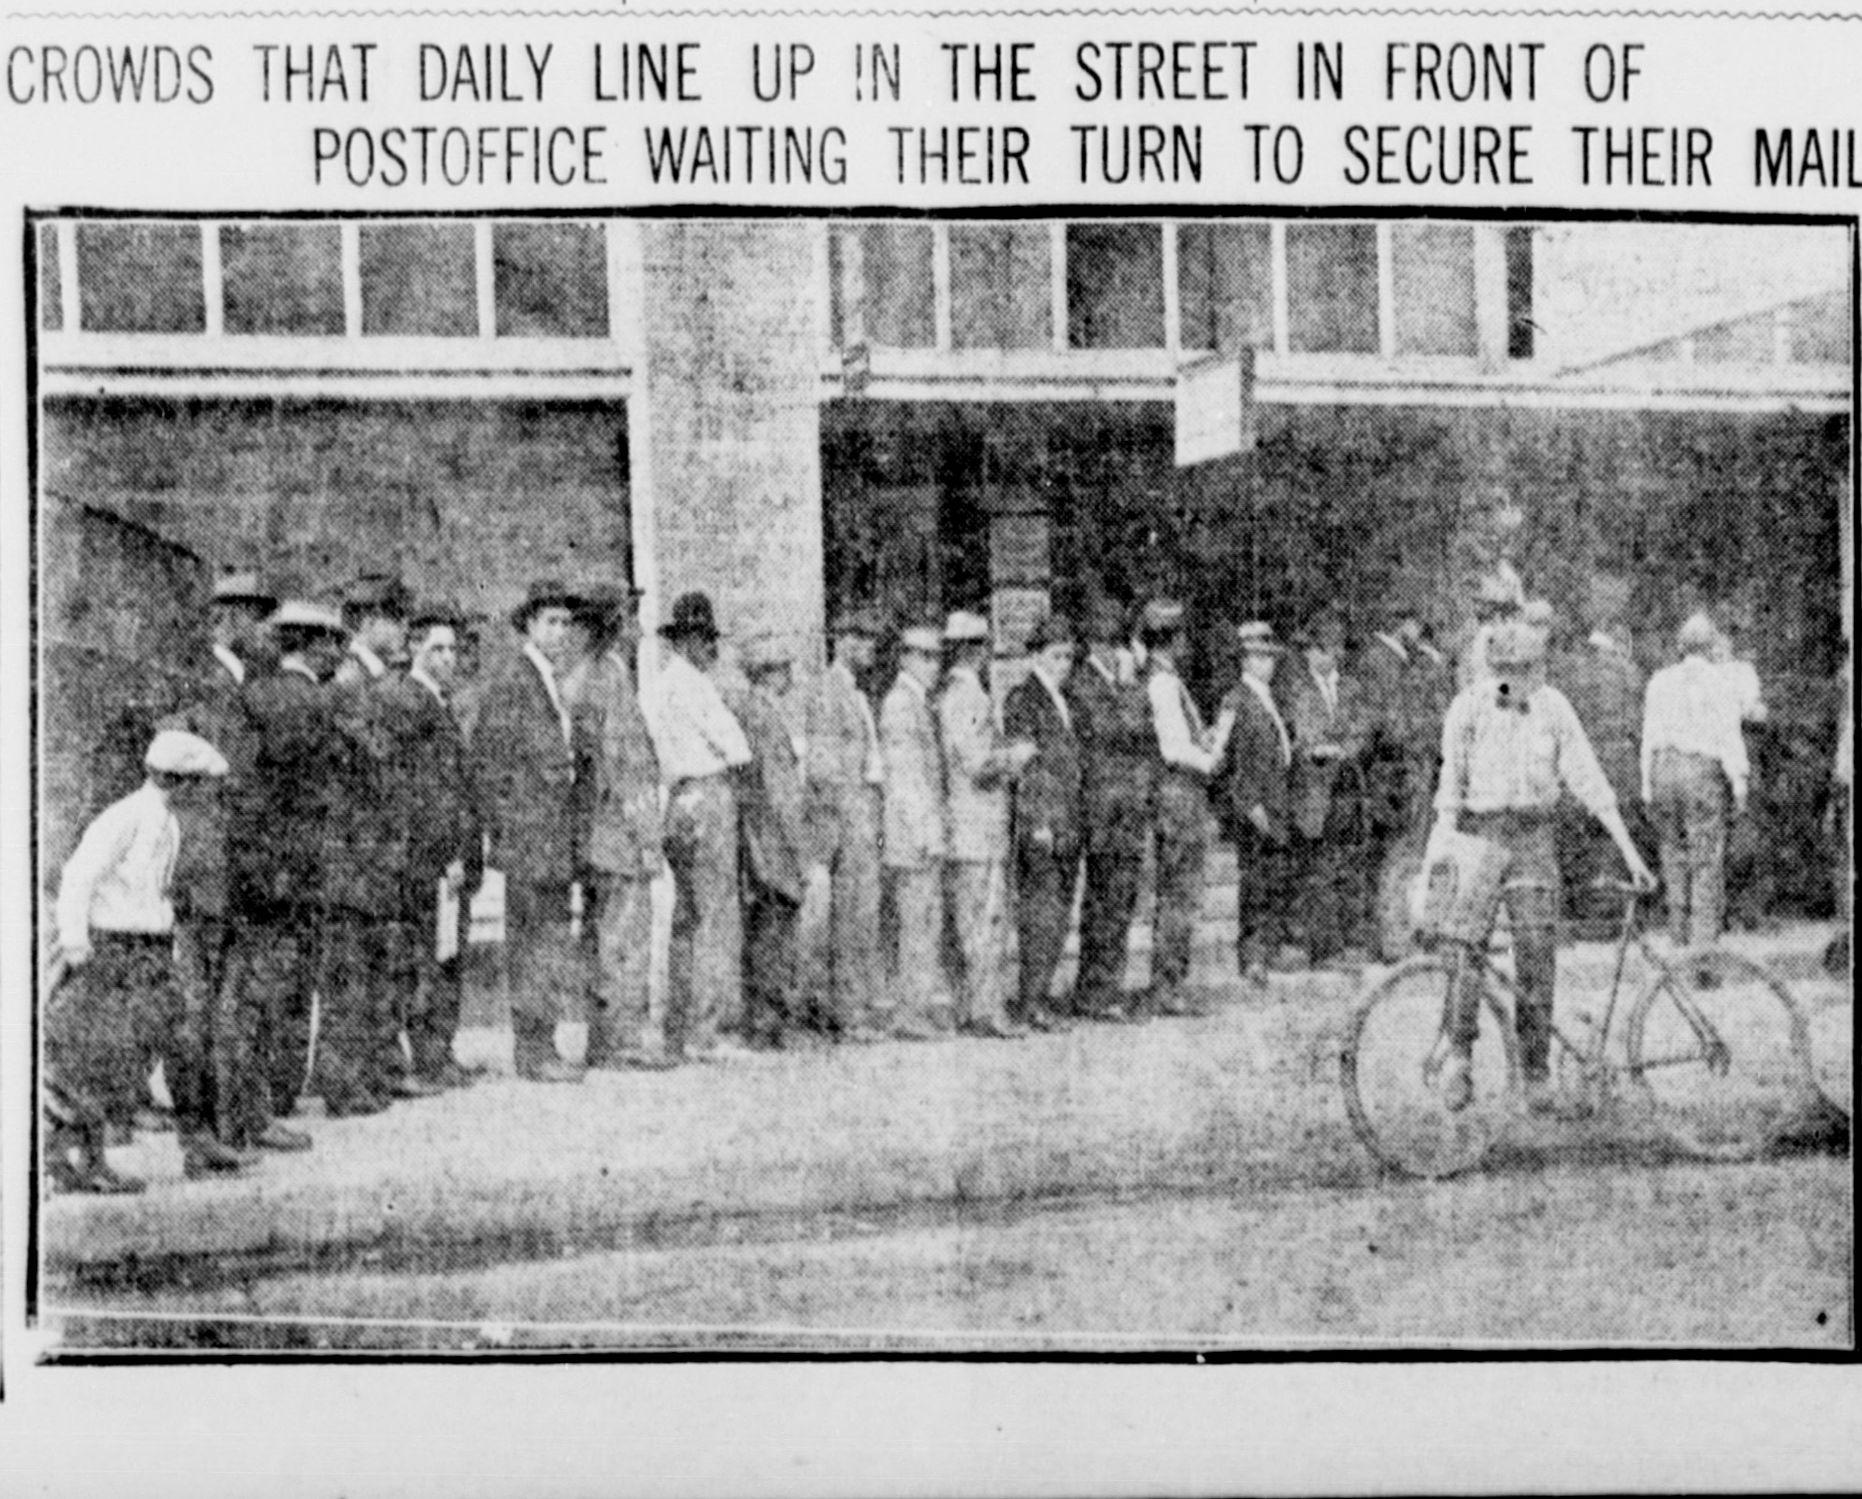 CROWDS THAT DAILY LINE UP IN THE STREET IN FRONT OF
POSTOFFICE WAITING THEIR TURN TO SECURE THEIR MAIL